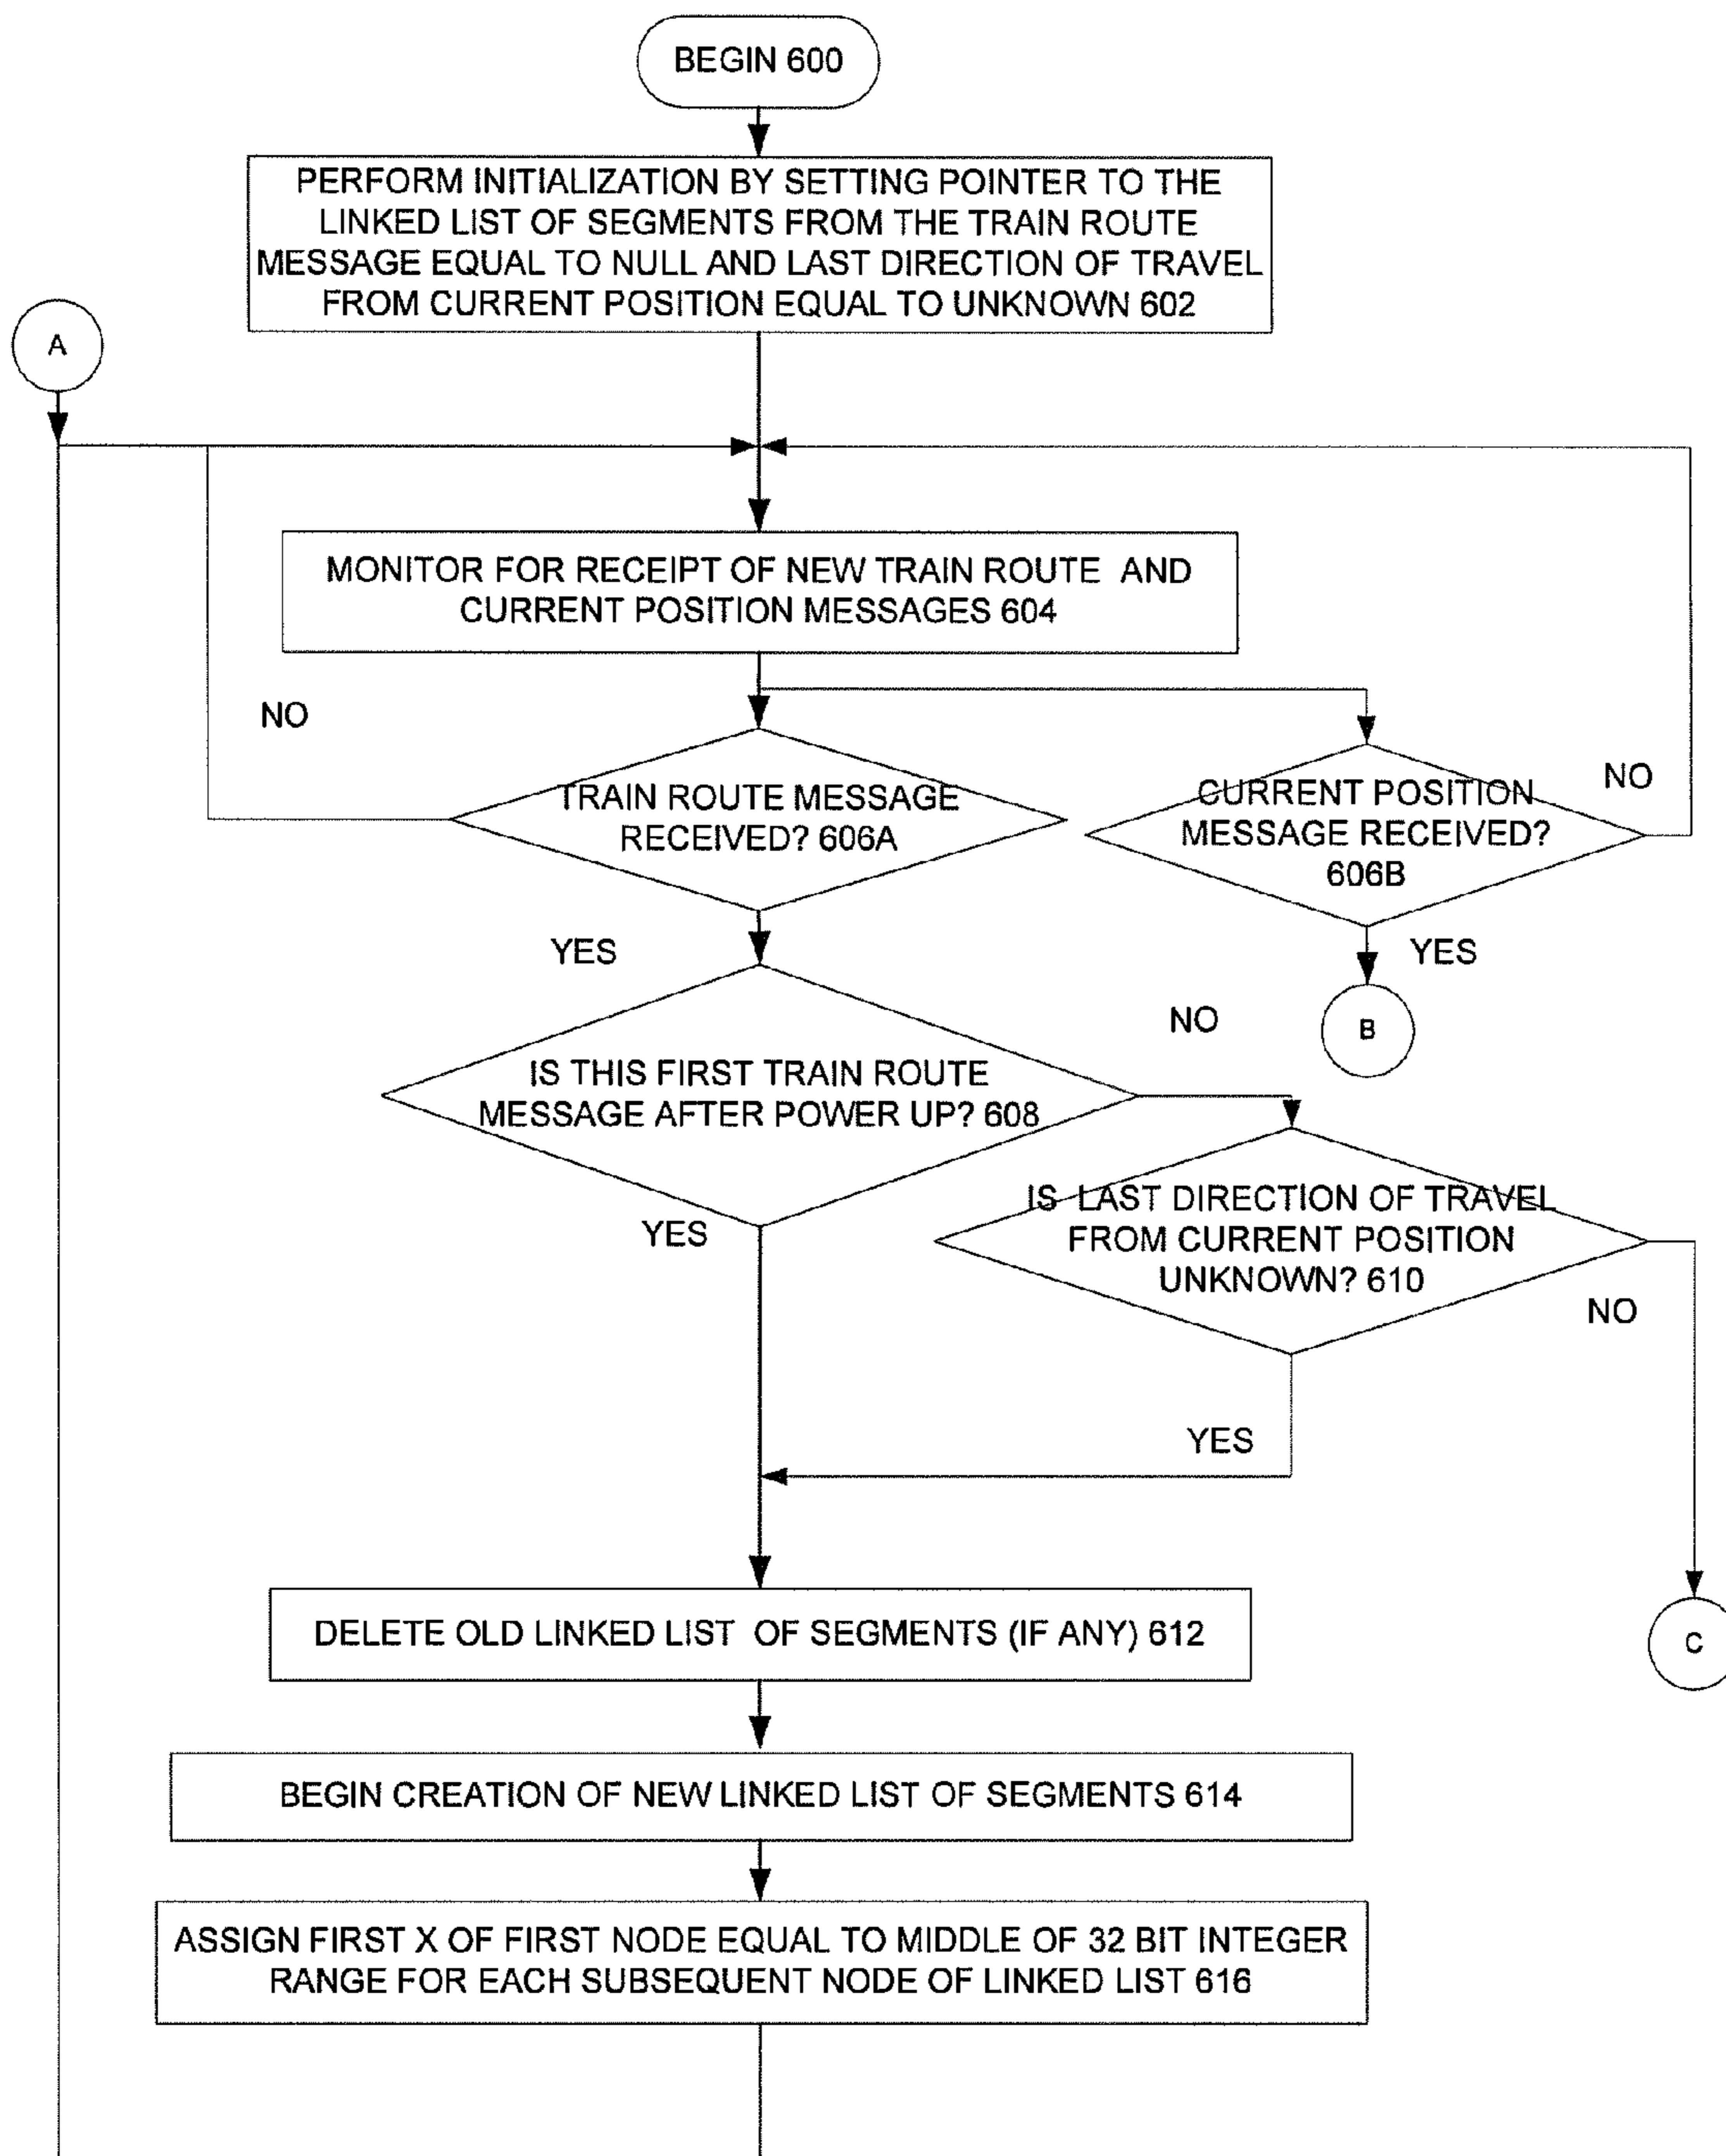 BEGIN 600
PERFORM INITIALIZATION BY SETTING POINTER TO THE
LINKED LIST OF SEGMENTS FROM THE TRAIN ROUTE
MESSAGE EQUAL TO NULL AND LAST DIRECTION OF TRAVEL
FROM CURRENT POSITION EQUAL TO UNKNOWN 602
A
MONITOR FOR RECEIPT OF NEW TRAIN ROUTE AND
CURRENT POSITION MESSAGES 604
NO
TRAIN ROUTE MESSAGE
RECEIVED? 606A
NO
CURRENT POSITION
MESSAGE RECEIVED?
606B
YES
YES
B
NO
IS THIS FIRST TRAIN ROUTE
MESSAGE AFTER POWER UP? 608
YES
IS LAST DIRECTION OF TRAVEL
FROM CURRENT POSITION
UNKNOWN? 610
NO
YES
DELETE OLD LINKED LIST OF SEGMENTS (IF ANY) 612
C
BEGIN CREATION OF NEW LINKED LIST OF SEGMENTS 614
ASSIGN FIRST X OF FIRST NODE EQUAL TO MIDDLE OF 32 BIT INTEGER
RANGE FOR EACH SUBSEQUENT NODE OF LINKED LIST 616